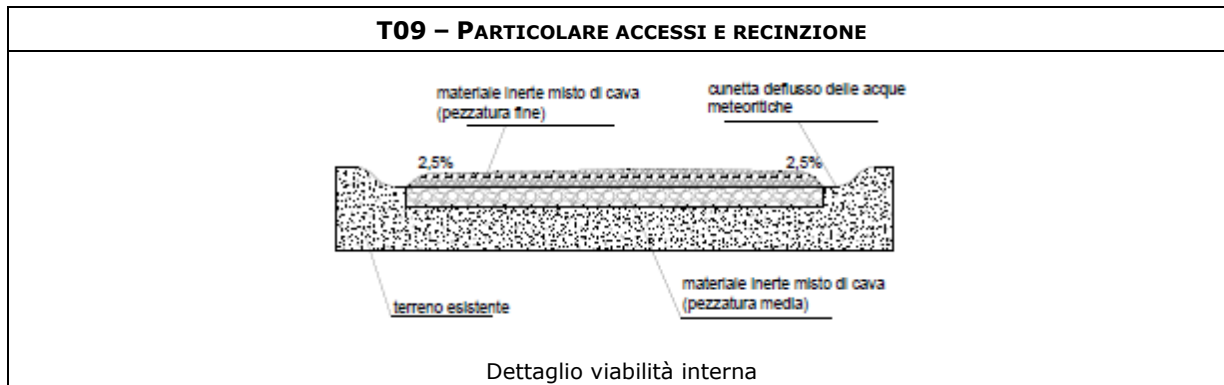 T09 – PARTICOLARE ACCESSI E RECINZIONE
materiale inerte misto di cava
(pezzatura fine)
cunetta deflusso delle acque
meteoritiche
2,5%
2,5%
terreno esistente
materiale inerte misto di cava
(pezzatura media)
Dettaglio viabilità interna